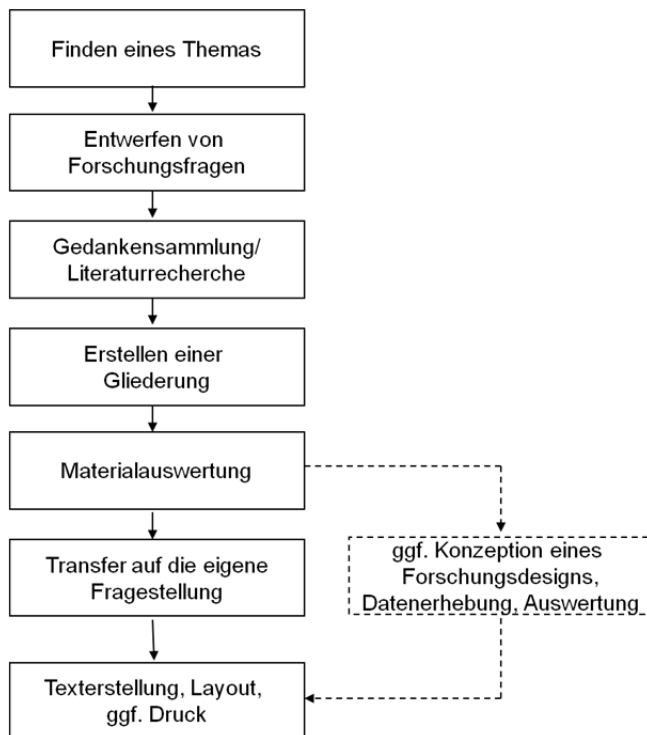 Finden eines Themas
Entwerfen von
Forschungsfragen
Gedankensammlung/
Literaturrecherche
Erstellen einer
Gliederung
Materialauswertung
Transfer auf die eigene
Fragestellung
ggf. Konzeption eines
Forschungsdesigns,
Datenerhebung, Auswertung
Texterstellung, Layout,
ggf. Druck